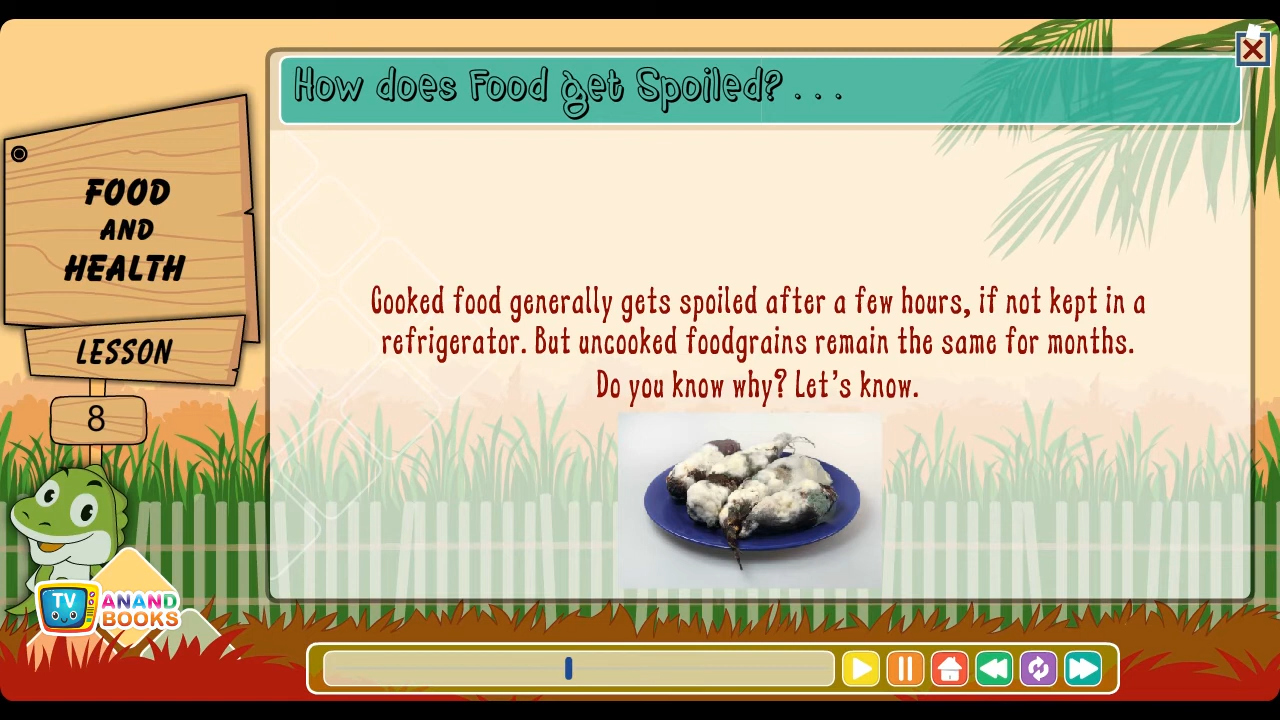 How does Food get Spoiled? . . .
FOOD
AND
HEALTH
LESSON
8
Cooked food generally gets spoiled after a few hours, if not kept in a
refrigerator. But uncooked foodgrains remain the same for months.
Do you know why? Let's know.
TV
ANAND
BOOKS